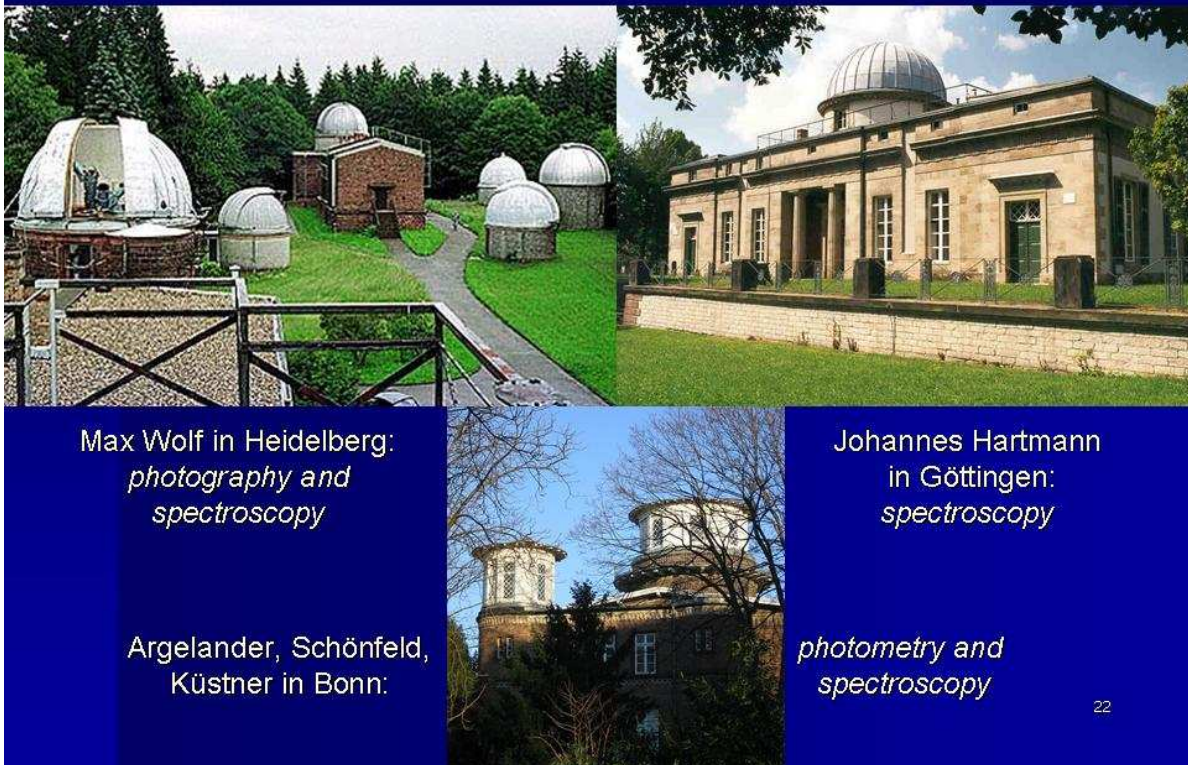 Max Wolf in Heidelberg:
photography and
spectroscopy
Johannes Hartmann
in Göttingen:
spectroscopy
Argelander, Schönfeld,
Küstner in Bonn:
photometry and
spectroscopy
22